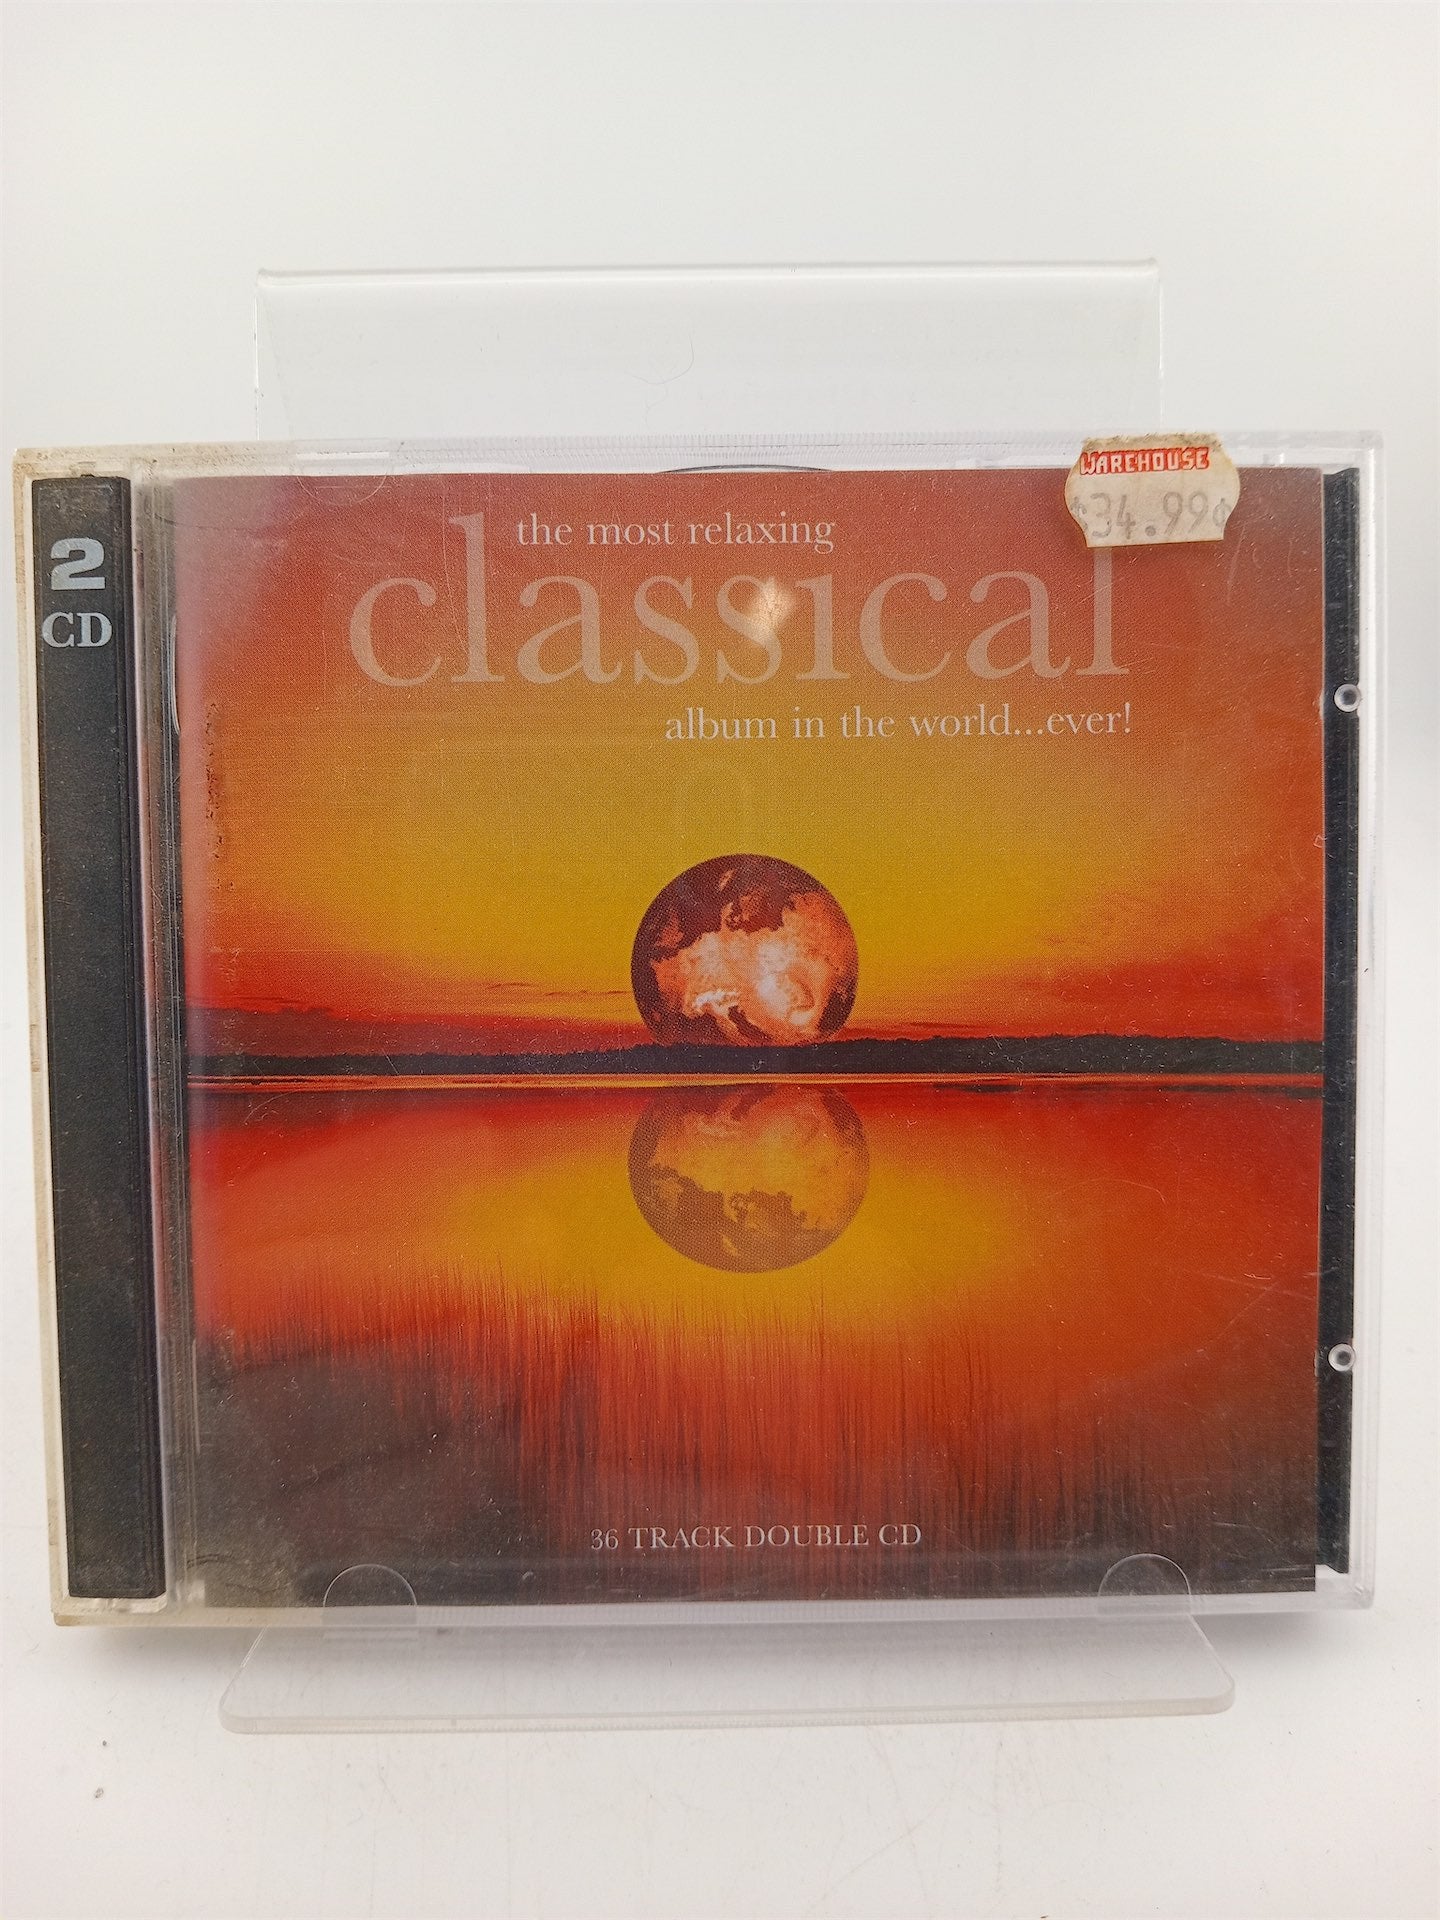 WAREHOUSE
$34.99¢
2
CD
the most relaxing
classical
album in the world...ever!
36 TRACK DOUBLE CD